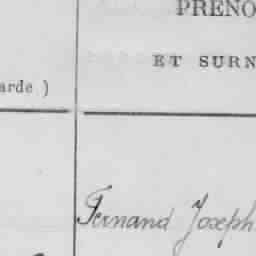 PRENO
ET SURN
arde )
Fernand Joseph